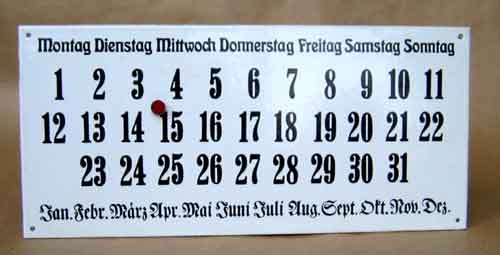 Montag Dienstag Mittwoch Donnerstag Freitag Samstag Sonntag
1 2 3 4 5 6 7 8 9 10 11
12 13 14 15 16 17 18 19 20 21 22
23 24 25 26 27 28 29 30 31
Jan. Febr. März Apr. Mai Juni Juli Aug. Sept. Okt. Nov. Dez.